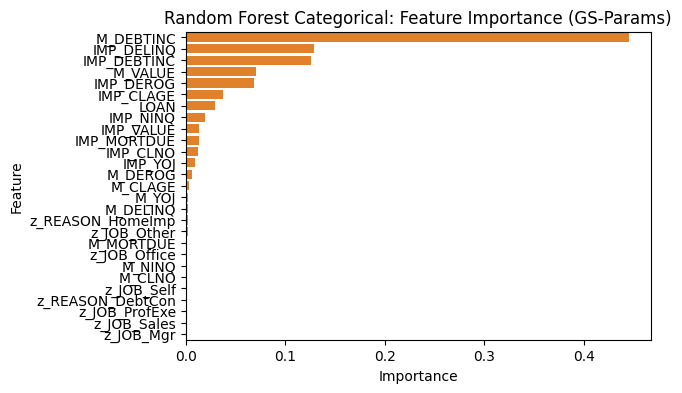 Random Forest Categorical: Feature Importance (GS-Params)
M_DEBTINC
IMP_DELINQ
IMP_DEBTINC
M_VALUE
IMP_DEROG
IMP_CLAGE
LOAN
IMP_NINQ
IMP_VALUE
IMP_MORTDUE
IMP_CLNO
IMP_YOJ
M_DEROG
M_CLAGE
M_YOJ
M_DELINQ
z_REASON_HomeImp
z_JOB_Other
M_MORTDUE
z_JOB_Office
M_NINQ
M_CLNO
z_JOB_Self
z_REASON_DebtCon
z_JOB_ProfExe
z_JOB_Sales
z_JOB_Mgr
Feature
0.0 0.1 0.2 0.3 0.4
Importance